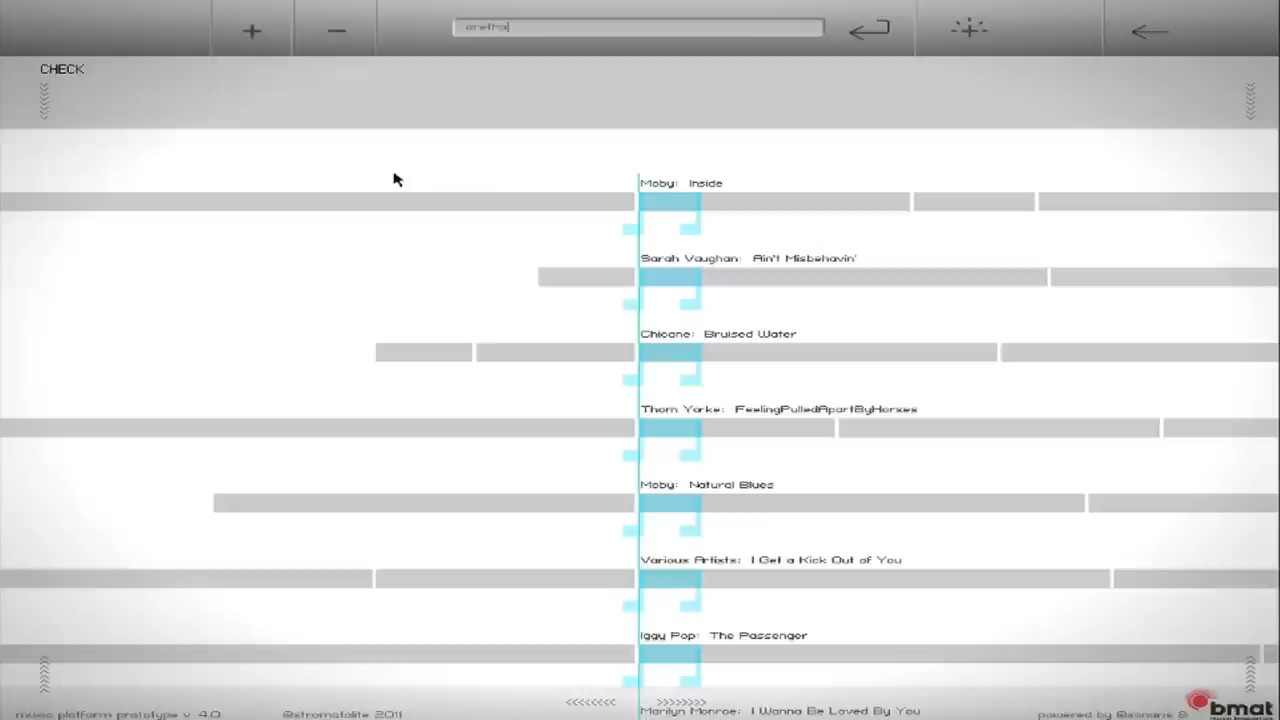 aretha
CHECK
Moby: Inside
Sarah Vaughan: Ain't Misbehavin'
Chicane: Bruised Water
Thom Yorke: FeelingPulledApartByHorses
Moby: Natural Blues
Various Artists: I Get a Kick Out of You
Iggy Pop: The Passenger
Marilyn Monroe: I Wanna Be Loved By You
music platform prototype v 4.0
@stromatolite 2011
powered by
bmat